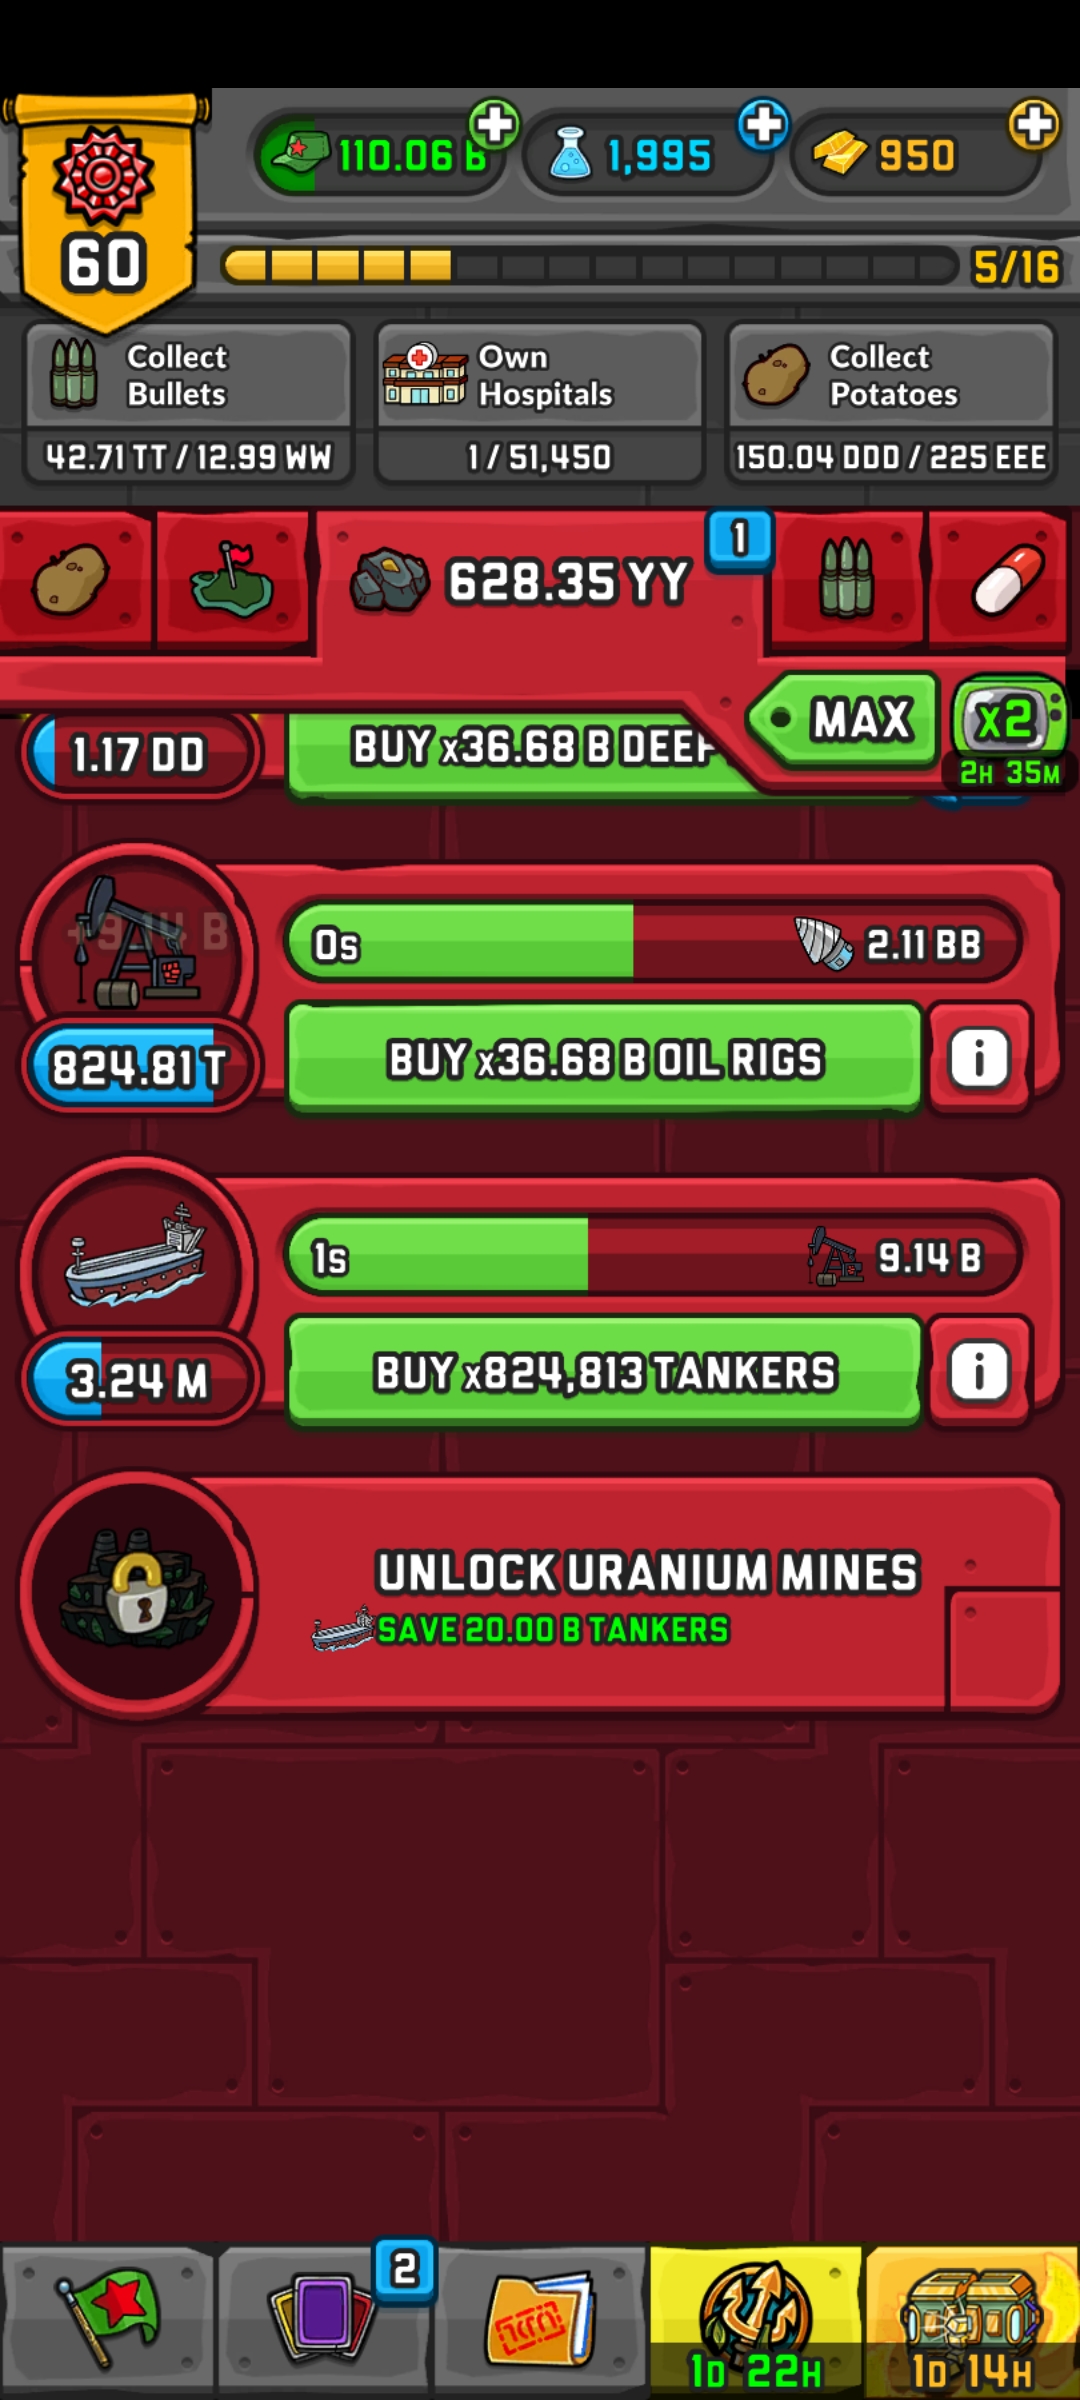 110.06 B
1,995
950
60
5/16
Collect
Bullets
42.71 TT / 12.99 WW
Own
Hospitals
1 / 51,450
Collect
Potatoes
150.04 DDD / 225 EEE
628.35 YY
1
MAX
x2
2H 35M
1.17 DD
BUY x36.68 B DEEP
+9.14 B
0s
2.11 BB
824.81 T
BUY x36.68 B OIL RIGS
i
1s
9.14 B
3.24 M
BUY x824,813 TANKERS
i
UNLOCK URANIUM MINES
SAVE 20.00 B TANKERS
2
1D 22H
1D 14H